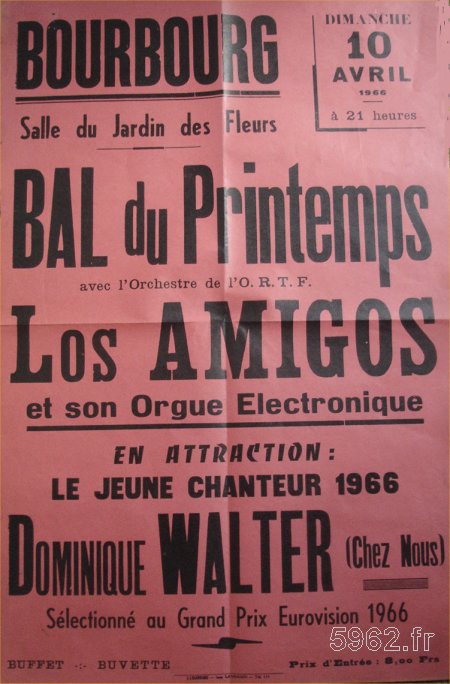 BOURBOURG
DIMANCHE
10
AVRIL
1966
à 21 heures
Salle du Jardin des Fleurs
BAL du Printemps
avec l'Orchestre de l'O. R. T. F.
LOS AMIGOS
et son Orgue Electronique
EN ATTRACTION :
LE JEUNE CHANTEUR 1966
DOMINIQUE WALTER (Chez Nous)
Sélectionné au Grand Prix Eurovision 1966
5962.fr
BUFFET -:- BUVETTE
Prix d'Entrée : 8,00 Frs